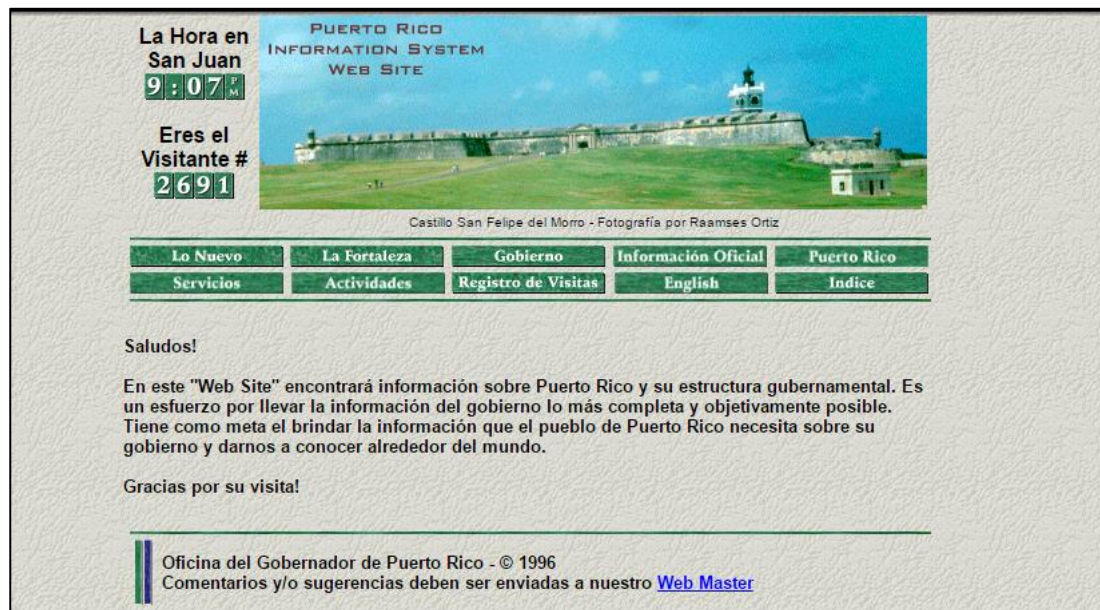 La Hora en
San Juan
9:07 PM
Eres el
Visitante #
2691
PUERTO RICO
INFORMATION SYSTEM
WEB SITE
Castillo San Felipe del Morro - Fotografía por Raamses Ortiz
Lo Nuevo La Fortaleza Gobierno Información Oficial Puerto Rico
Servicios Actividades Registro de Visitas English Indice
Saludos!
En este "Web Site" encontrará información sobre Puerto Rico y su estructura gubernamental. Es
un esfuerzo por llevar la información del gobierno lo más completa y objetivamente posible.
Tiene como meta el brindar la información que el pueblo de Puerto Rico necesita sobre su
gobierno y darnos a conocer alrededor del mundo.
Gracias por su visita!
Oficina del Gobernador de Puerto Rico - © 1996
Comentarios y/o sugerencias deben ser enviadas a nuestro Web Master